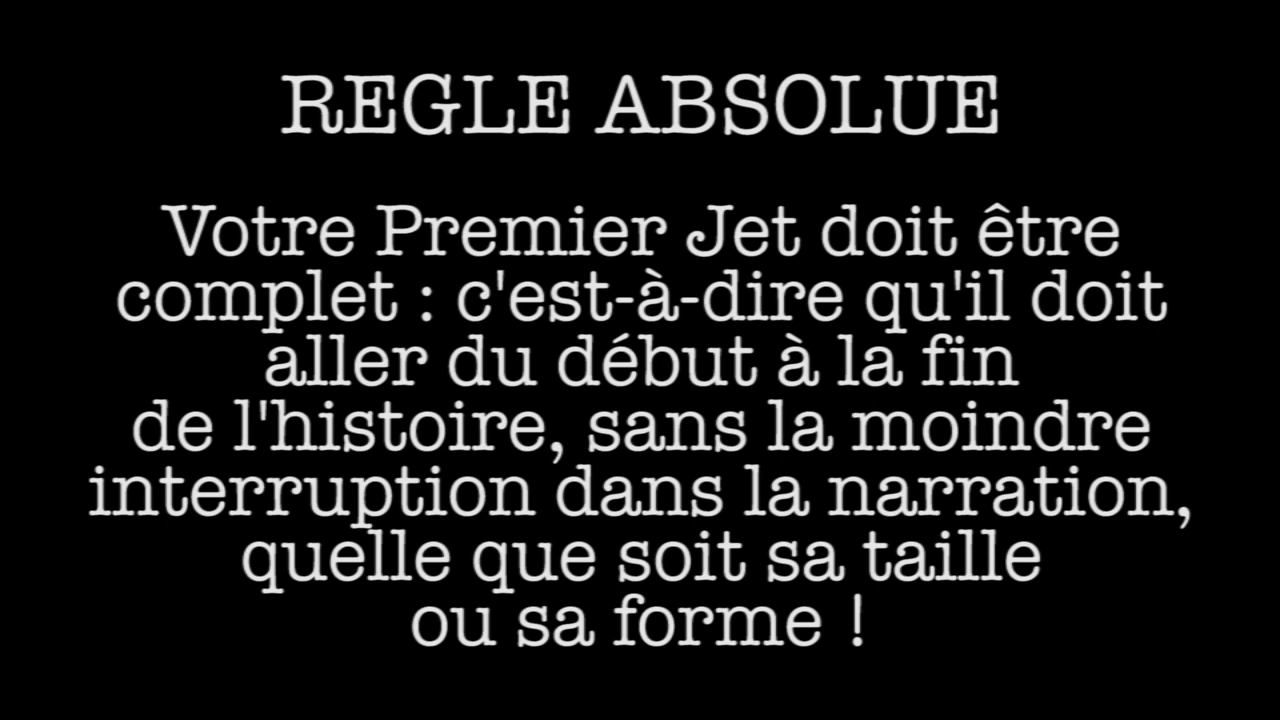 REGLE ABSOLUE
Votre Premier Jet doit être
complet : c'est-à-dire qu'il doit
aller du début à la fin
de l'histoire, sans la moindre
interruption dans la narration,
quelle que soit sa taille
ou sa forme !